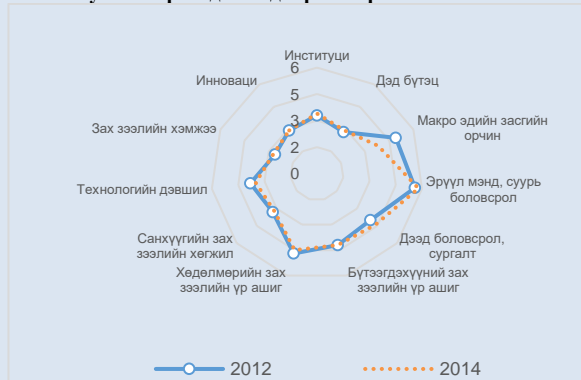 Институци
Инноваци
Дэд бүтэц
Зах зээлийн хэмжээ
Макро эдийн засгийн
орчин
Технологийн дэвшил
Эрүүл мэнд, суурь
боловсрол
Санхүүгийн зах
зээлийн хөгжил
Дээд боловсрол,
сургалт
Хөдөлмөрийн зах
зээлийн үр ашиг
Бүтээгдэхүүний зах
зээлийн үр ашиг
6
5
3
2
0
2012
2014